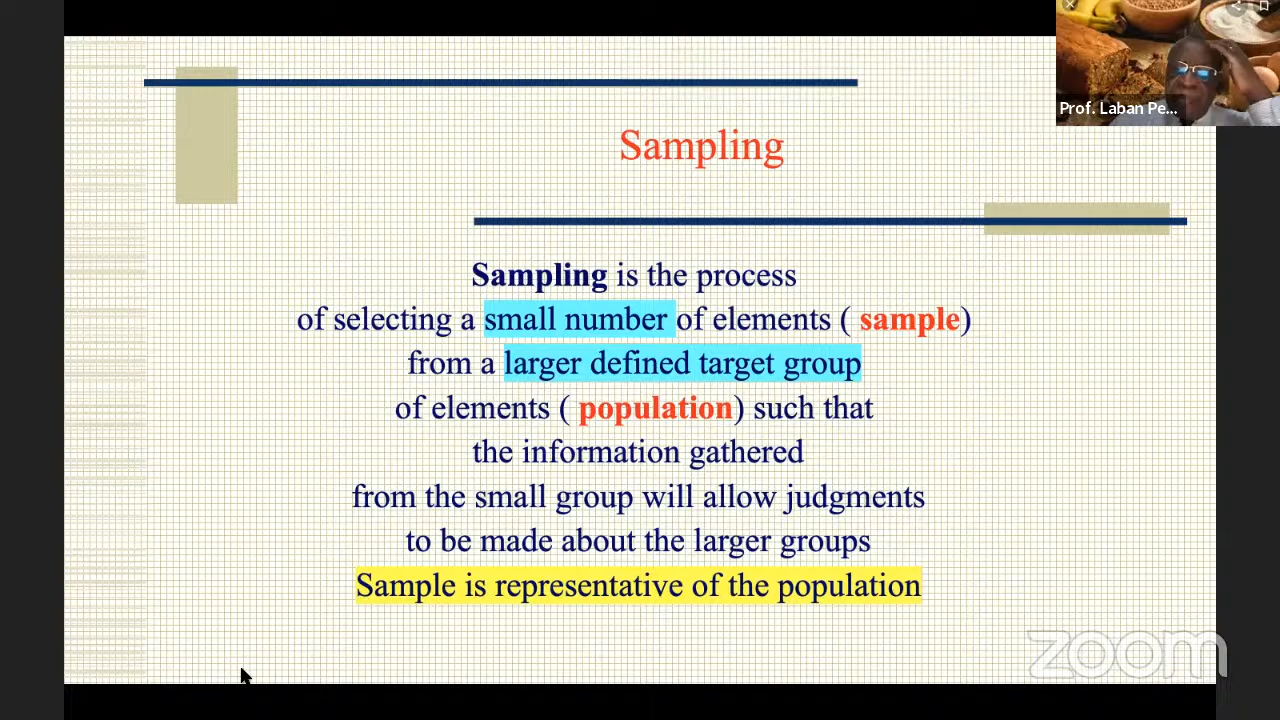 Prof. Laban Pe...
Sampling
Sampling is the process
of selecting a small number of elements ( sample)
from a larger defined target group
of elements ( population) such that
the information gathered
from the small group will allow judgments
to be made about the larger groups
Sample is representative of the population
zoom